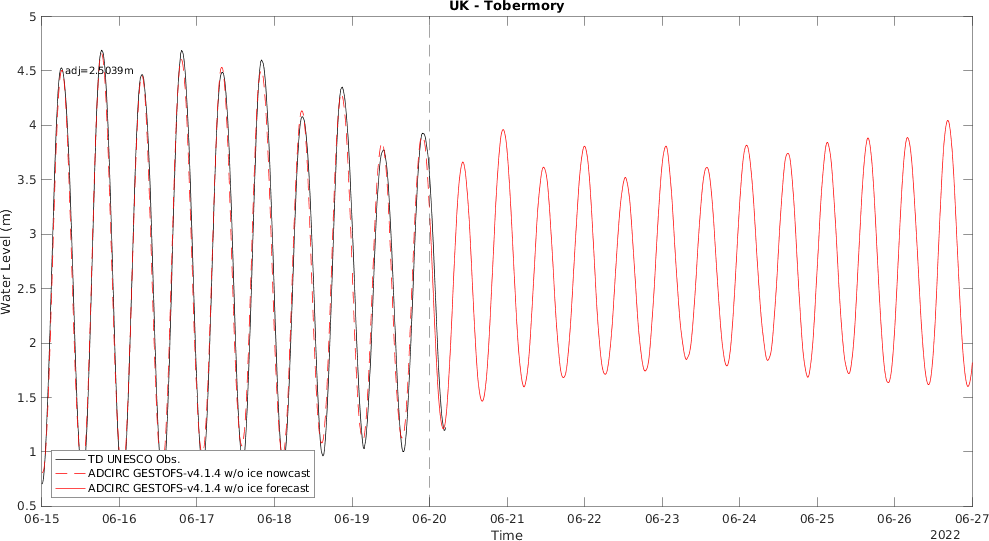 UK - Tobermory
5
4.5
4
3.5
3
2.5
2
1.5
1
0.5
Water Level (m)
adj=2.5039m
TD UNESCO Obs.
ADCIRC GESTOFS-v4.1.4 w/o ice nowcast
ADCIRC GESTOFS-v4.1.4 w/o ice forecast
06-15 06-16 06-17 06-18 06-19 06-20 06-21 06-22 06-23 06-24 06-25 06-26 06-27
Time
2022